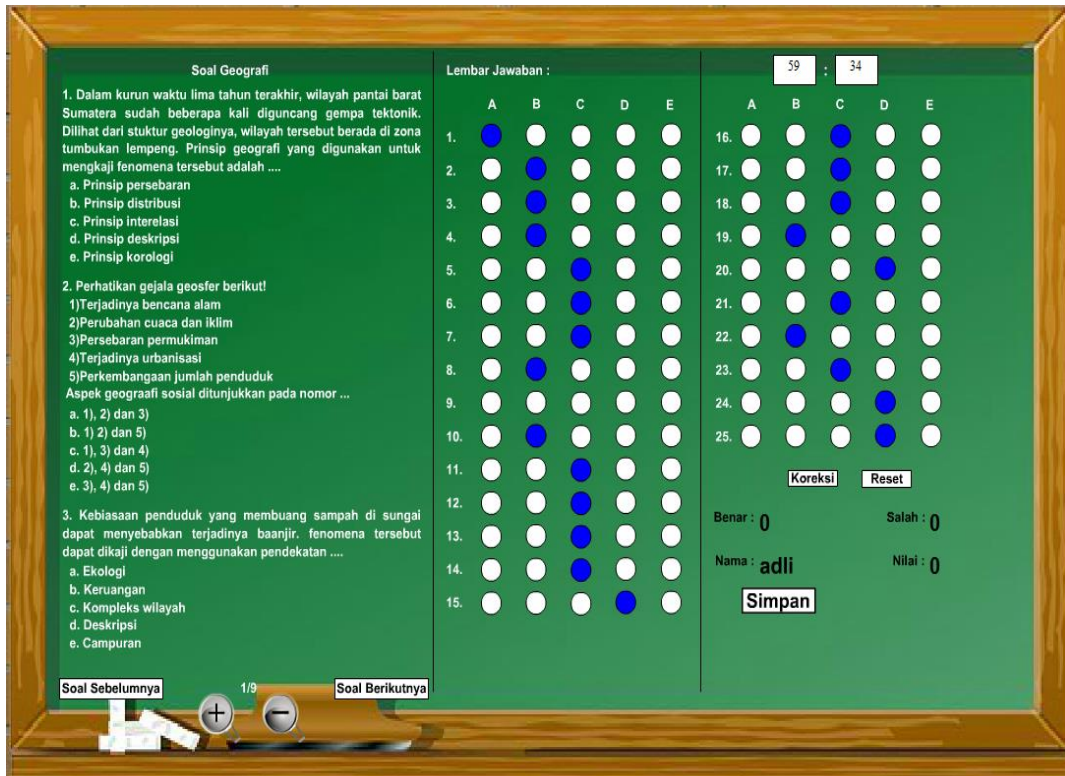 Soal Geografi
1. Dalam kurun waktu lima tahun terakhir, wilayah pantai barat
Sumatera sudah beberapa kali diguncang gempa tektonik.
Dilihat dari stuktur geologinya, wilayah tersebut berada di zona
tumbukan lempeng. Prinsip geografi yang digunakan untuk
mengkaji fenomena tersebut adalah ....
a. Prinsip persebaran
b. Prinsip distribusi
c. Prinsip interelasi
d. Prinsip deskripsi
e. Prinsip korologi
2. Perhatikan gejala geosfer berikut!
1)Terjadinya bencana alam
2)Perubahan cuaca dan iklim
3)Persebaran permukiman
4)Terjadinya urbanisasi
5)Perkembangaan jumlah penduduk
Aspek geograafi sosial ditunjukkan pada nomor ...
a. 1), 2) dan 3)
b. 1) 2) dan 5)
c. 1), 3) dan 4)
d. 2), 4) dan 5)
e. 3), 4) dan 5)
3. Kebiasaan penduduk yang membuang sampah di sungai
dapat menyebabkan terjadinya baanjir. fenomena tersebut
dapat dikaji dengan menggunakan pendekatan ....
a. Ekologi
b. Keruangan
c. Kompleks wilayah
d. Deskripsi
e. Campuran
Soal Sebelumnya 1/9 Soal Berikutnya
Lembar Jawaban :
A B C D E
1.
2.
3.
4.
5.
6.
7.
8.
9.
10.
11.
12.
13.
14.
15.
59 : 34
A B C D E
16.
17.
18.
19.
20.
21.
22.
23.
24.
25.
Koreksi Reset
Benar : 0 Salah : 0
Nama : adli Nilai : 0
Simpan